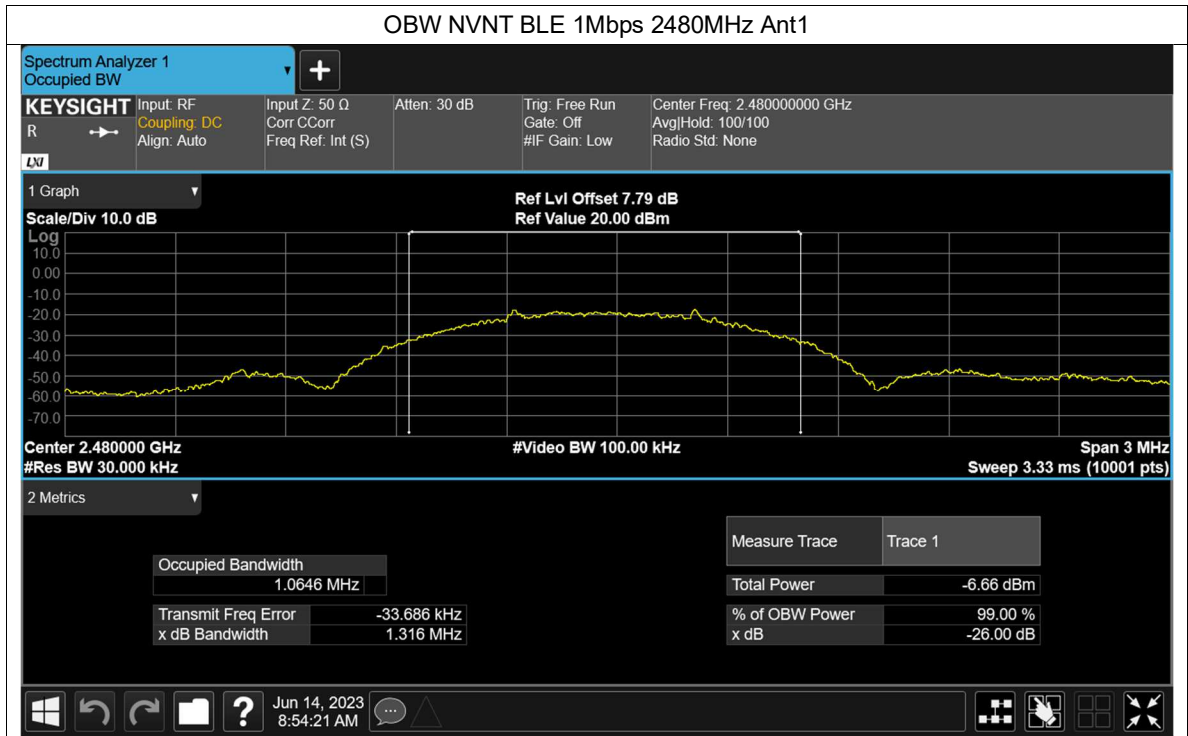 OBW NVNT BLE 1Mbps 2480MHz Ant1
Spectrum Analyzer 1
Occupied BW
KEYSIGHT
R
LXI
Input: RF
Coupling: DC
Align: Auto
Input Z: 50 Ω
Corr CCorr
Freq Ref: Int (S)
Atten: 30 dB
Trig: Free Run
Gate: Off
#IF Gain: Low
Center Freq: 2.480000000 GHz
Avg|Hold: 100/100
Radio Std: None
1 Graph
Scale/Div 10.0 dB
Ref Lvl Offset 7.79 dB
Ref Value 20.00 dBm
Log
10.0
0.00
-10.0
-20.0
-30.0
-40.0
-50.0
-60.0
-70.0
Center 2.480000 GHz
#Video BW 100.00 kHz
Span 3 MHz
#Res BW 30.000 kHz
Sweep 3.33 ms (10001 pts)
2 Metrics
Occupied Bandwidth
1.0646 MHz
Transmit Freq Error -33.686 kHz
x dB Bandwidth 1.316 MHz
Measure Trace Trace 1
Total Power -6.66 dBm
% of OBW Power 99.00 %
x dB -26.00 dB
Jun 14, 2023
8:54:21 AM